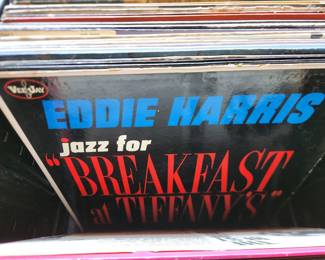 VEE JAY
EDDIE HARRIS
jazz for
"BREAKFAST
at TIFFANY'S"